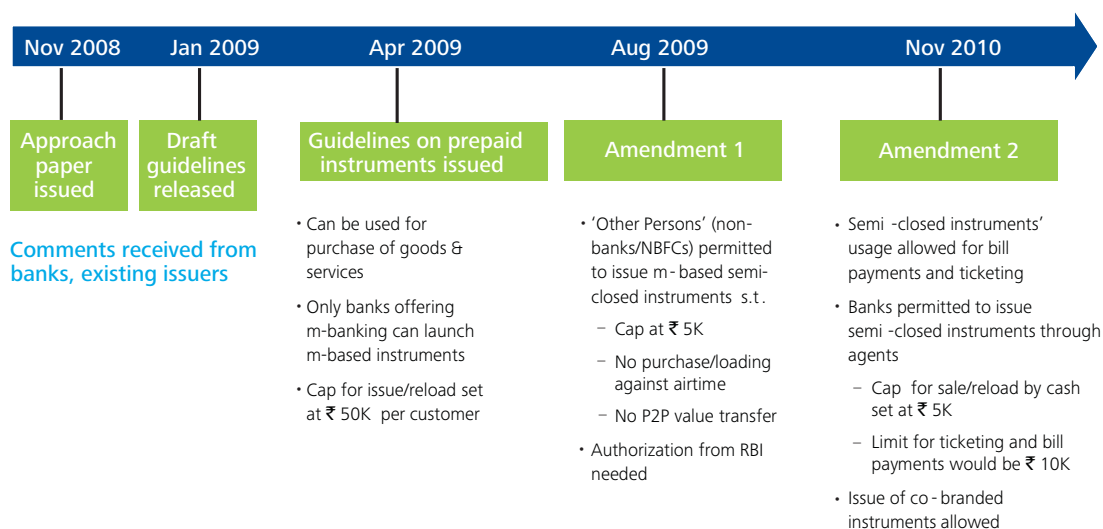 Nov 2008
Jan 2009
Apr 2009
Aug 2009
Nov 2010
Approach
paper
issued
Draft
guidelines
released
Comments received from
banks, existing issuers
Guidelines on prepaid
instruments issued
• Can be used for
purchase of goods &
services
• Only banks offering
m-banking can launch
m-based instruments
• Cap for issue/reload set
at ₹ 50K per customer
Amendment 1
• 'Other Persons' (non-
banks/NBFCs) permitted
to issue m-based semi-
closed instruments s.t.
– Cap at ₹ 5K
– No purchase/loading
against airtime
– No P2P value transfer
• Authorization from RBI
needed
Amendment 2
• Semi -closed instruments'
usage allowed for bill
payments and ticketing
• Banks permitted to issue
semi -closed instruments through
agents
– Cap for sale/reload by cash
set at ₹ 5K
– Limit for ticketing and bill
payments would be ₹ 10K
• Issue of co-branded
instruments allowed